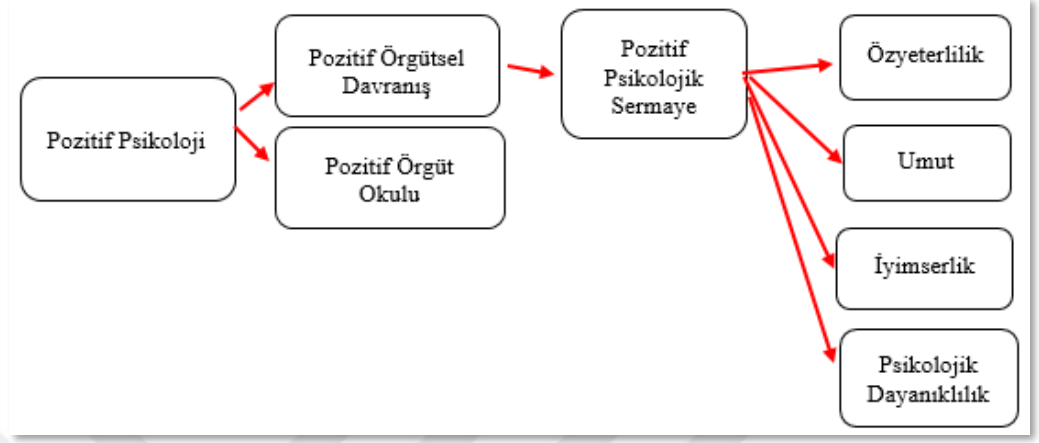 Pozitif Psikoloji
Pozitif Örgütsel
Davranış
Pozitif Örgüt
Okulu
Pozitif
Psikolojik
Sermaye
Özyeterlilik
Umut
İyimserlik
Psikolojik
Dayanıklılık